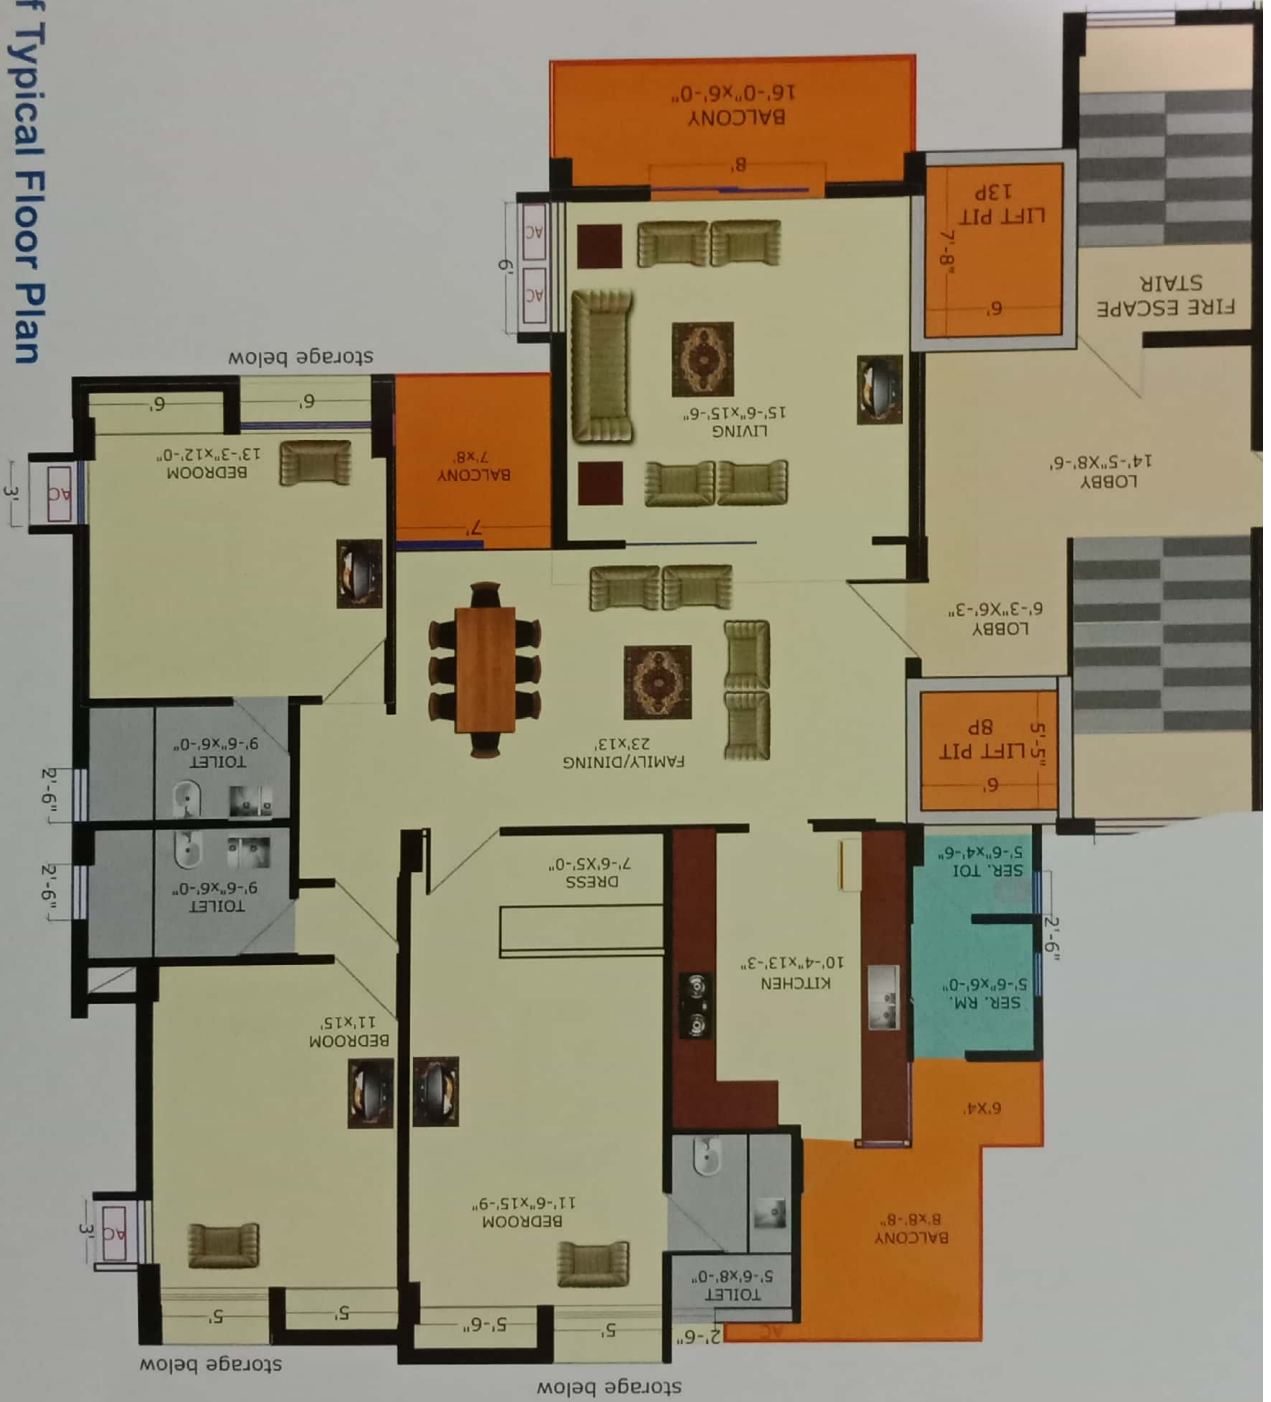 f Typical Floor Plan
storage below
storage below
AC
2'-6"
5'
5'-6"
5'
5'
TOILET
5'-6"x8'-0"
BALCONY
8'x8'-8"
BEDROOM
11'-6"x15'-9"
AC
3'
6'X4'
BEDROOM
11'x15'
SER. RM.
5'-6"x6'-0"
KITCHEN
10'-4"x13'-3"
2'-6"
SER. TOI
5'-6"x4'-6"
DRESS
7'-6"X5'-0"
TOILET
9'-6"x6'-0"
2'-6"
6'
LIFT PIT
8P
5'-5"
FAMILY/DINING
23'x13'
TOILET
9'-6"x6'-0"
2'-6"
LOBBY
6'-3"X6'-3"
7'
LOBBY
14'-5"X8'-6'
BALCONY
7'x8'
BEDROOM
13'-3"x12'-0"
AC
3'
LIVING
15'-6"x15'-6"
6'
6'
storage below
FIRE ESCAPE
STAIR
6'
7'-8"
LIFT PIT
13P
AC
AC
6'
8'
BALCONY
16'-0"x6'-0"